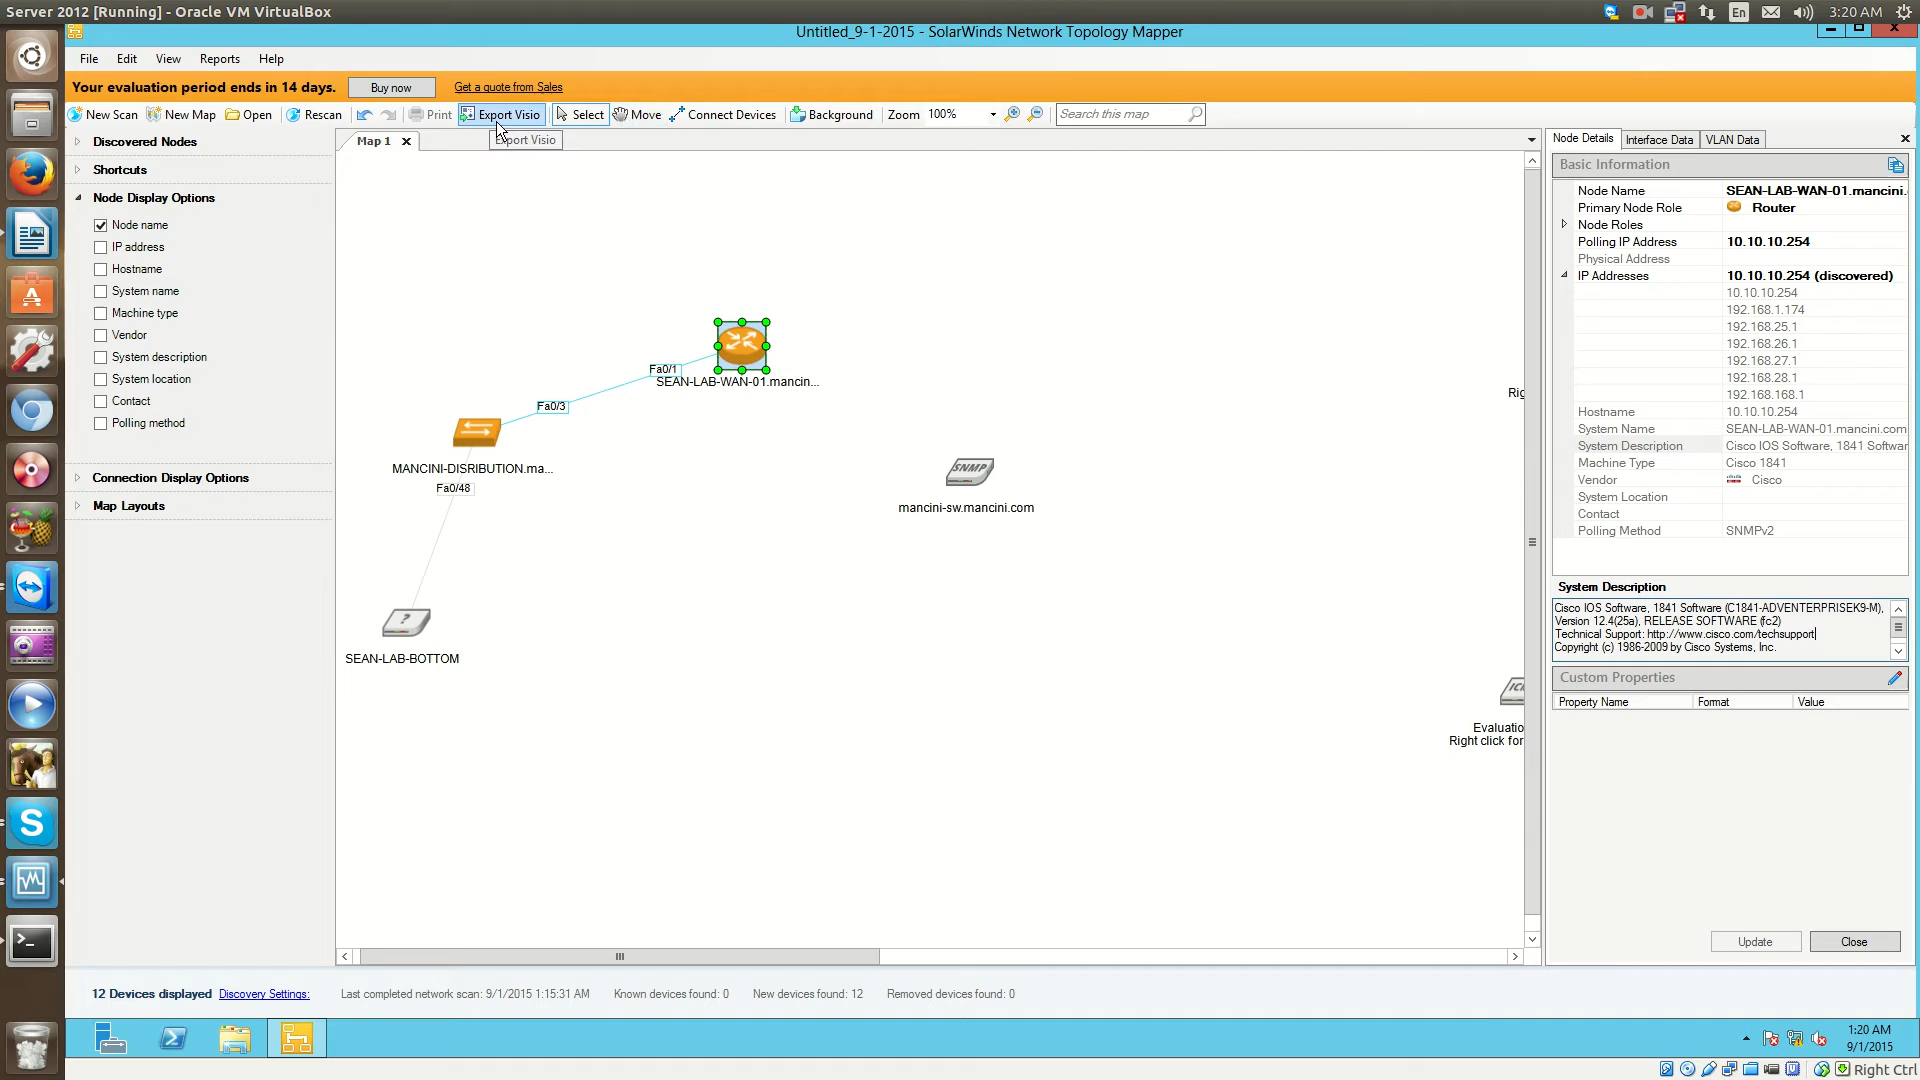 Server 2012 [Running] - Oracle VM VirtualBox
En
3:20 AM
Untitled_9-1-2015 - SolarWinds Network Topology Mapper
File Edit View Reports Help
Your evaluation period ends in 14 days. Buy now Get a quote from Sales
New Scan New Map Open Rescan Print Export Visio Select Move Connect Devices Background Zoom 100% Search this map
Export Visio
Discovered Nodes
Shortcuts
Node Display Options
Node name
IP address
Hostname
System name
Machine type
Vendor
System description
System location
Contact
Polling method
Connection Display Options
Map Layouts
Map 1
Fa0/1
SEAN-LAB-WAN-01.mancin...
Fa0/3
MANCINI-DISRIBUTION.ma...
Fa0/48
SNMP
mancini-sw.mancini.com
?
SEAN-LAB-BOTTOM
Rig
ICM
Evaluatio
Right click for
Node Details Interface Data VLAN Data
Basic Information
Node Name SEAN-LAB-WAN-01.mancini.
Primary Node Role Router
Node Roles
Polling IP Address 10.10.10.254
Physical Address
IP Addresses 10.10.10.254 (discovered)
10.10.10.254
192.168.1.174
192.168.25.1
192.168.26.1
192.168.27.1
192.168.28.1
192.168.168.1
Hostname 10.10.10.254
System Name SEAN-LAB-WAN-01.mancini.com
System Description Cisco IOS Software, 1841 Softwar
Machine Type Cisco 1841
Vendor Cisco
System Location
Contact
Polling Method SNMPv2
System Description
Cisco IOS Software, 1841 Software (C1841-ADVENTERPRISEK9-M),
Version 12.4(25a), RELEASE SOFTWARE (fc2)
Technical Support: http://www.cisco.com/techsupport
Copyright (c) 1986-2009 by Cisco Systems, Inc.
Custom Properties
Property Name Format Value
Update Close
12 Devices displayed Discovery Settings: Last completed network scan: 9/1/2015 1:15:31 AM Known devices found: 0 New devices found: 12 Removed devices found: 0
1:20 AM
9/1/2015
Right Ctrl